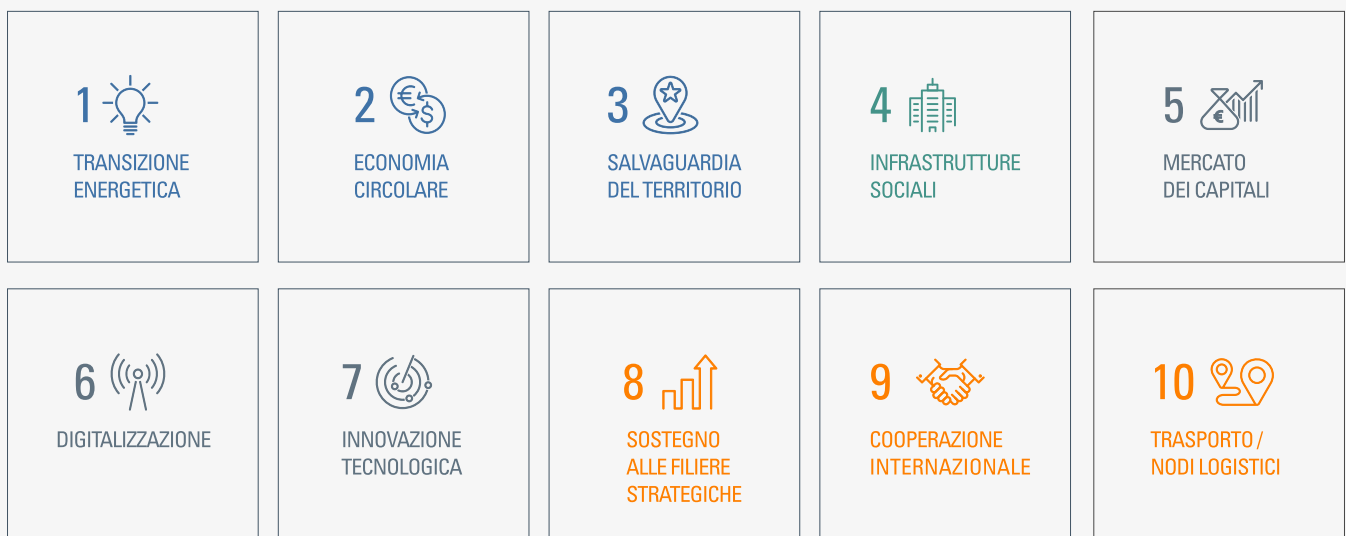 1
TRANSIZIONE
ENERGETICA
2
€
$
ECONOMIA
CIRCOLARE
3
SALVAGUARDIA
DEL TERRITORIO
4
INFRASTRUTTURE
SOCIALI
5
€
MERCATO
DEI CAPITALI
6
DIGITALIZZAZIONE
7
INNOVAZIONE
TECNOLOGICA
8
SOSTEGNO
ALLE FILIERE
STRATEGICHE
9
COOPERAZIONE
INTERNAZIONALE
10
TRASPORTO /
NODI LOGISTICI